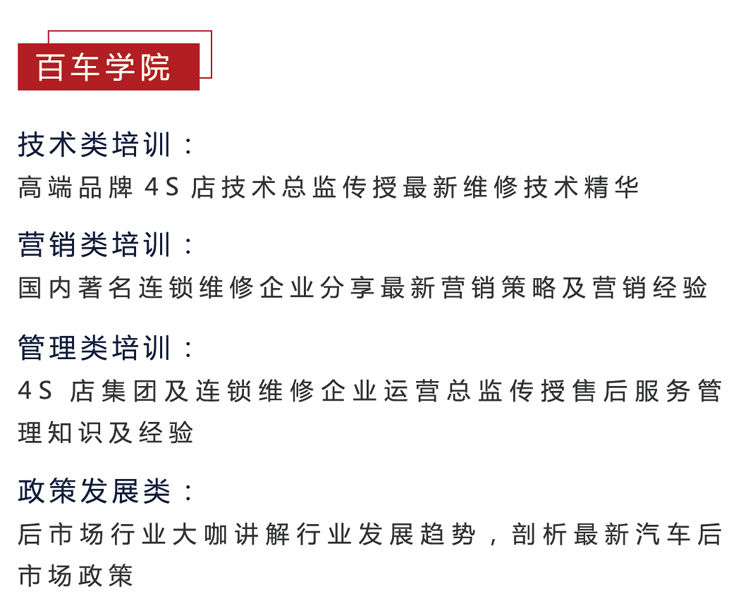 百车学院
技术类培训：
高端品牌4S店技术总监传授最新维修技术精华
营销类培训：
国内著名连锁维修企业分享最新营销策略及营销经验
管理类培训：
4S 店集团及连锁维修企业运营总监传授售后服务管
理知识及经验
政策发展类：
后市场行业大咖讲解行业发展趋势，剖析最新汽车后
市场政策